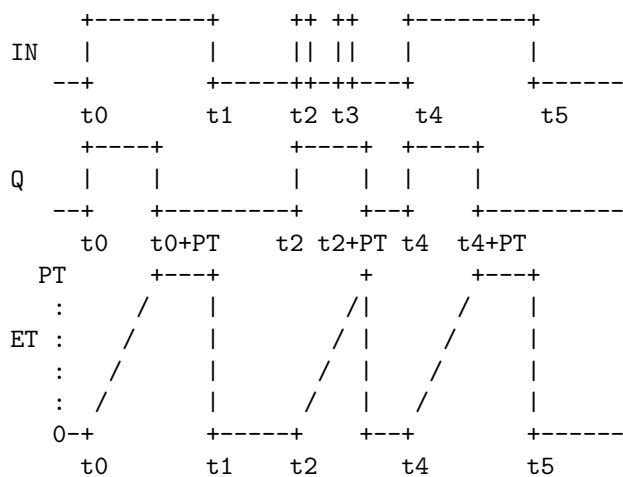 +--------+ ++ ++ +--------+
IN | | || || | |
--+ +-----++-++---+ +------
t0 t1 t2 t3 t4 t5
+----+ +----+ +----+
Q | | | | | |
--+ +---------+ +--+ +----------
t0 t0+PT t2 t2+PT t4 t4+PT
PT +---+ + +---+
: / | /| / |
ET : / | / | / |
: / | / | / |
: / | / | / |
0-+ +-----+ +--+ +------
t0 t1 t2 t4 t5